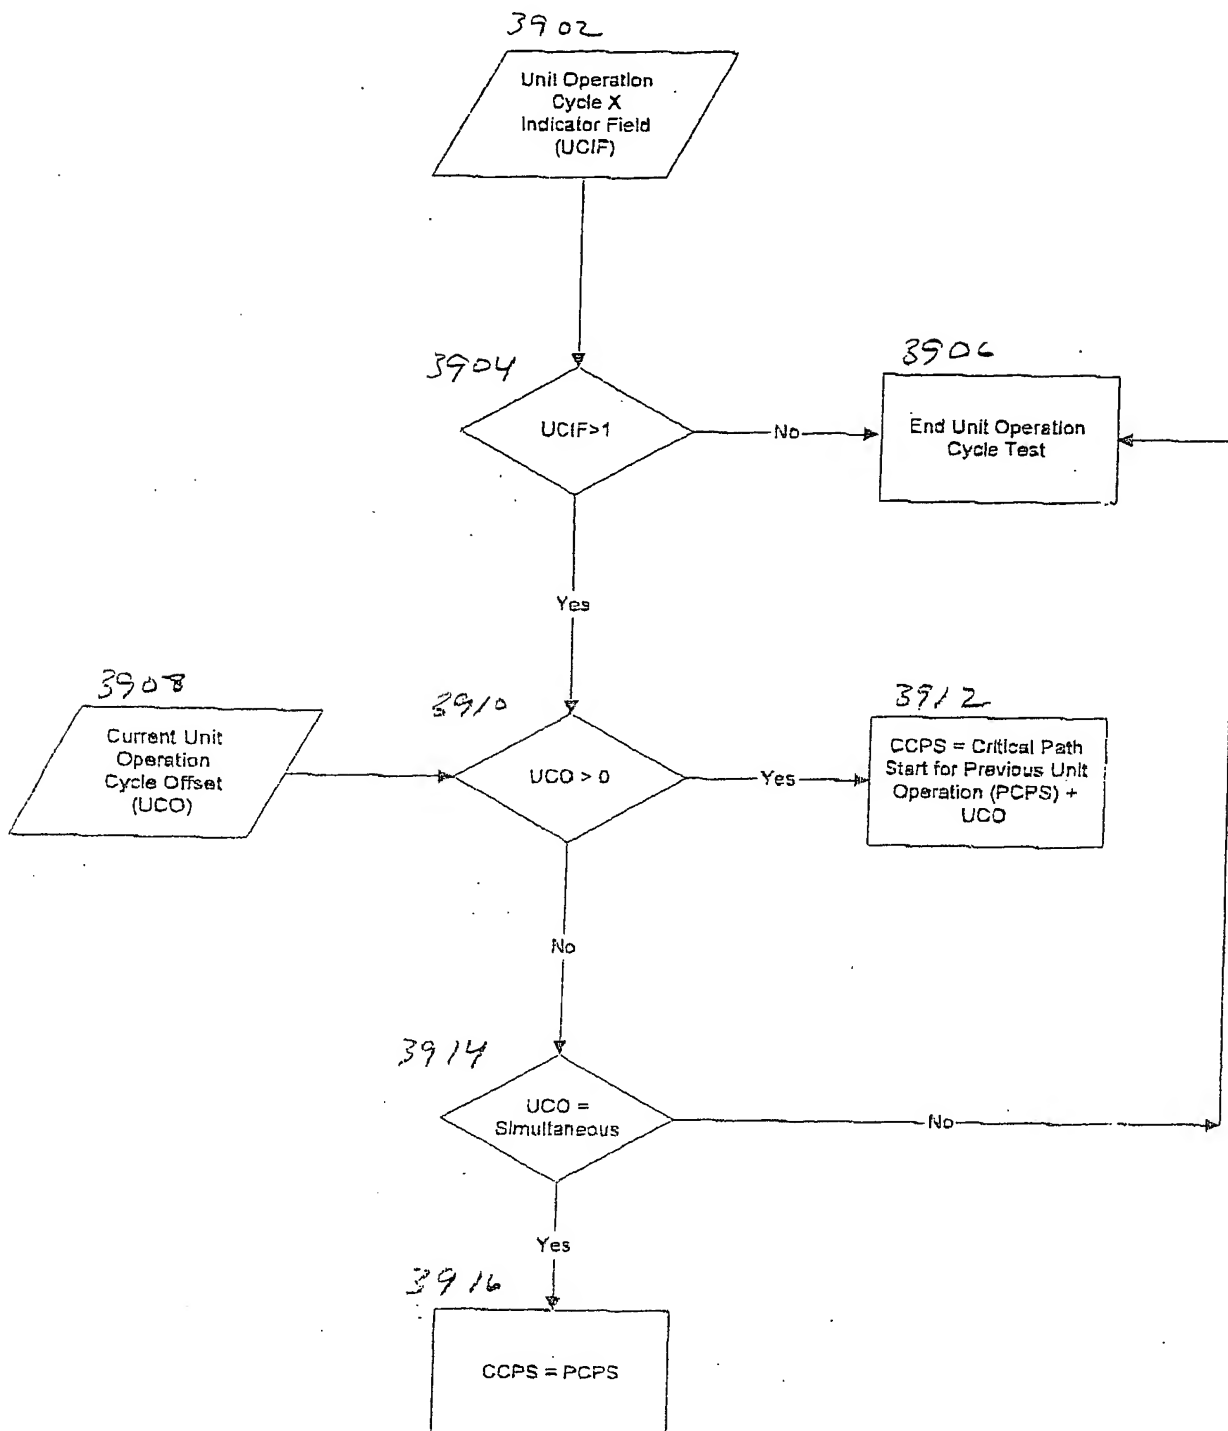 3902
Unit Operation
Cycle X
Indicator Field
(UCIF)
3904
UCIF>1
No
3906
End Unit Operation
Cycle Test
Yes
3908
Current Unit
Operation
Cycle Offset
(UCO)
3910
UCO > 0
Yes
3912
CCPS = Critical Path
Start for Previous Unit
Operation (PCPS) +
UCO
No
3914
UCO =
Simultaneous
No
Yes
3916
CCPS = PCPS